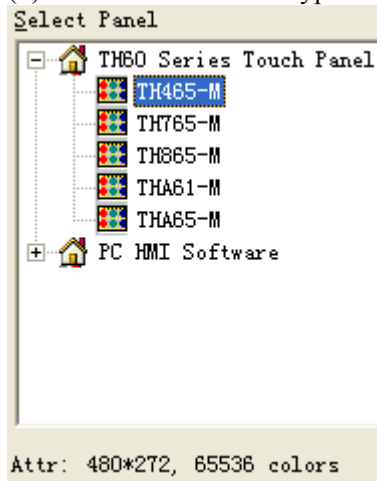 Select Panel
TH60 Series Touch Panel
TH465-M
TH765-M
TH865-M
THA61-M
THA65-M
PC HMI Software
Attr: 480*272, 65536 colors